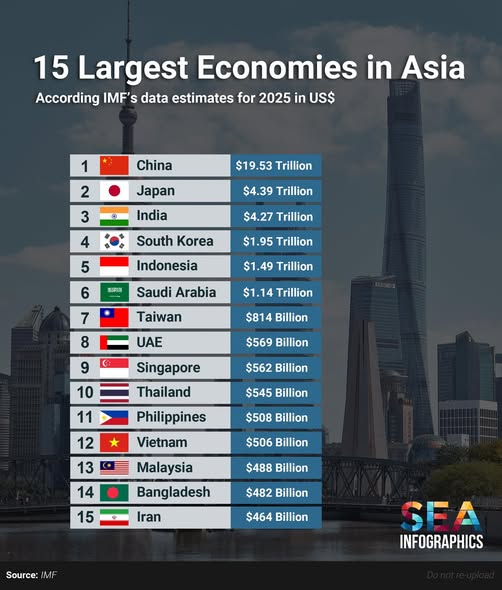 15 Largest Economies in Asia
According IMF's data estimates for 2025 in US$
1 China $19.53 Trillion
2 Japan $4.39 Trillion
3 India $4.27 Trillion
4 South Korea $1.95 Trillion
5 Indonesia $1.49 Trillion
6 Saudi Arabia $1.14 Trillion
7 Taiwan $814 Billion
8 UAE $569 Billion
9 Singapore $562 Billion
10 Thailand $545 Billion
11 Philippines $508 Billion
12 Vietnam $506 Billion
13 Malaysia $488 Billion
14 Bangladesh $482 Billion
15 Iran $464 Billion
SEA
INFOGRAPHICS
Source: IMF
Do not re-upload